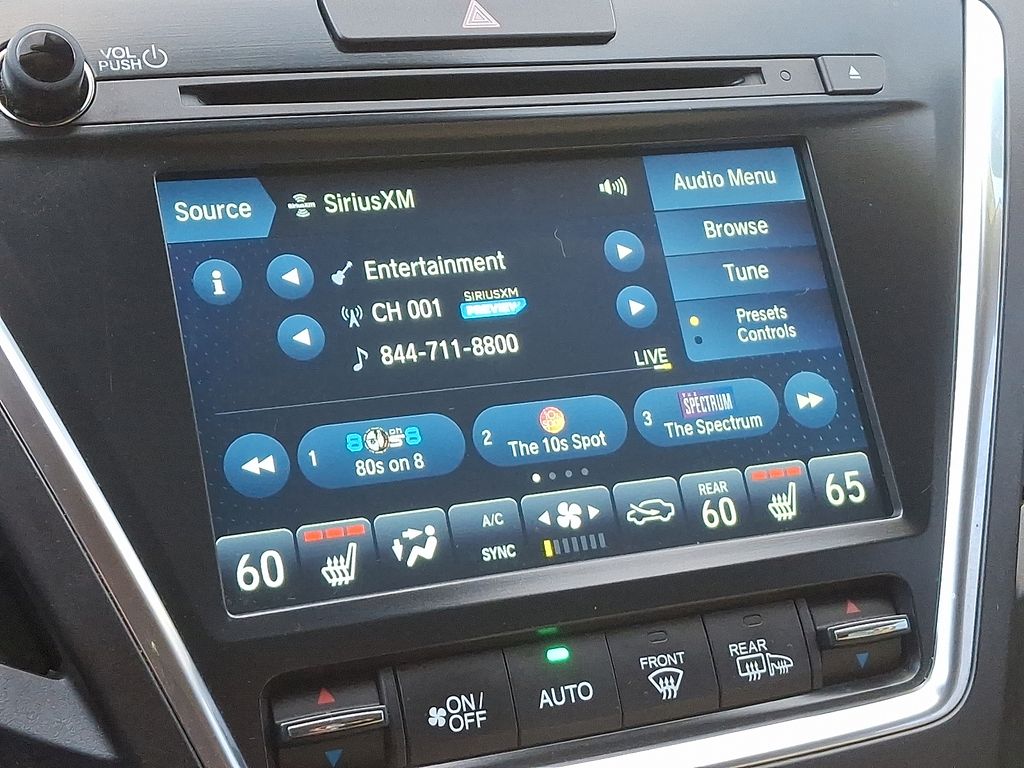 VOL
PUSH
Source
SiriusXM
Audio Menu
Browse
Tune
Presets
Controls
i
Entertainment
CH 001
SIRIUSXM
PREVIEW
844-711-8800
LIVE
1
80s on 8
2
The 10s Spot
3
THE
SPECTRUM
The Spectrum
60
A/C
SYNC
REAR
60
65
ON/
OFF
AUTO
FRONT
REAR